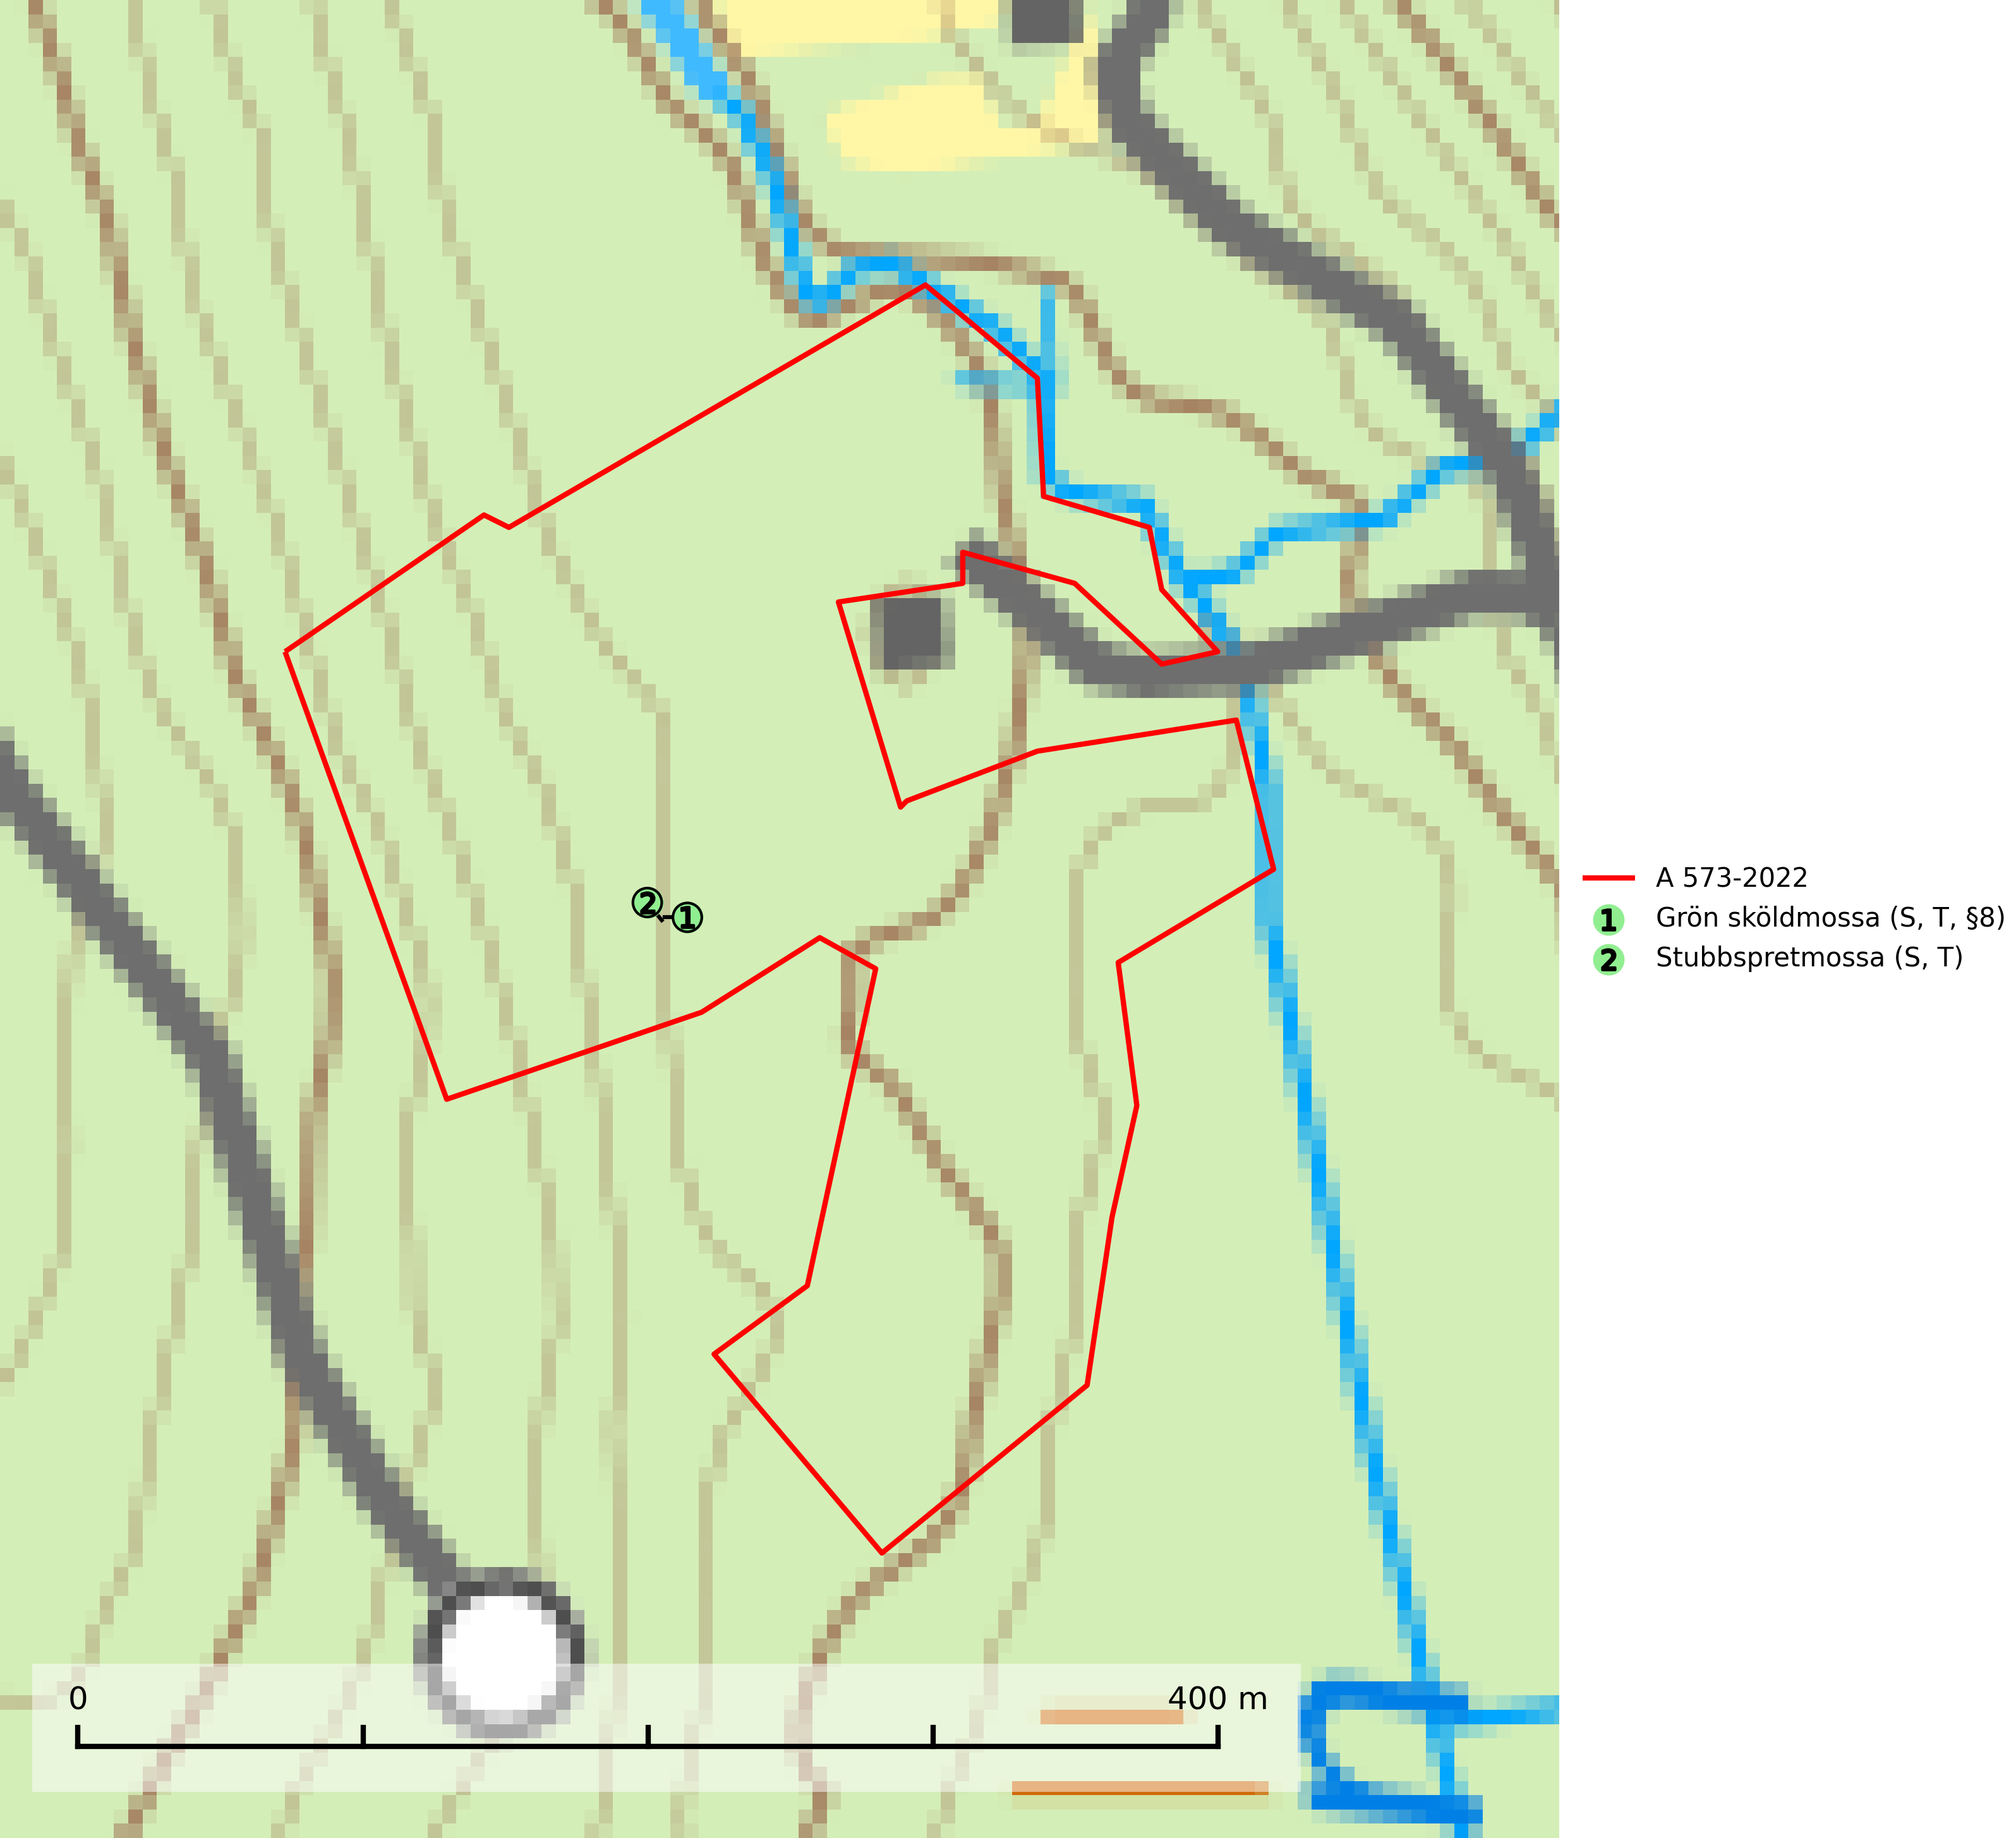 2
1
A 573-2022
1 Grön sköldmossa (S, T, §8)
2 Stubbspretmossa (S, T)
0 400 m